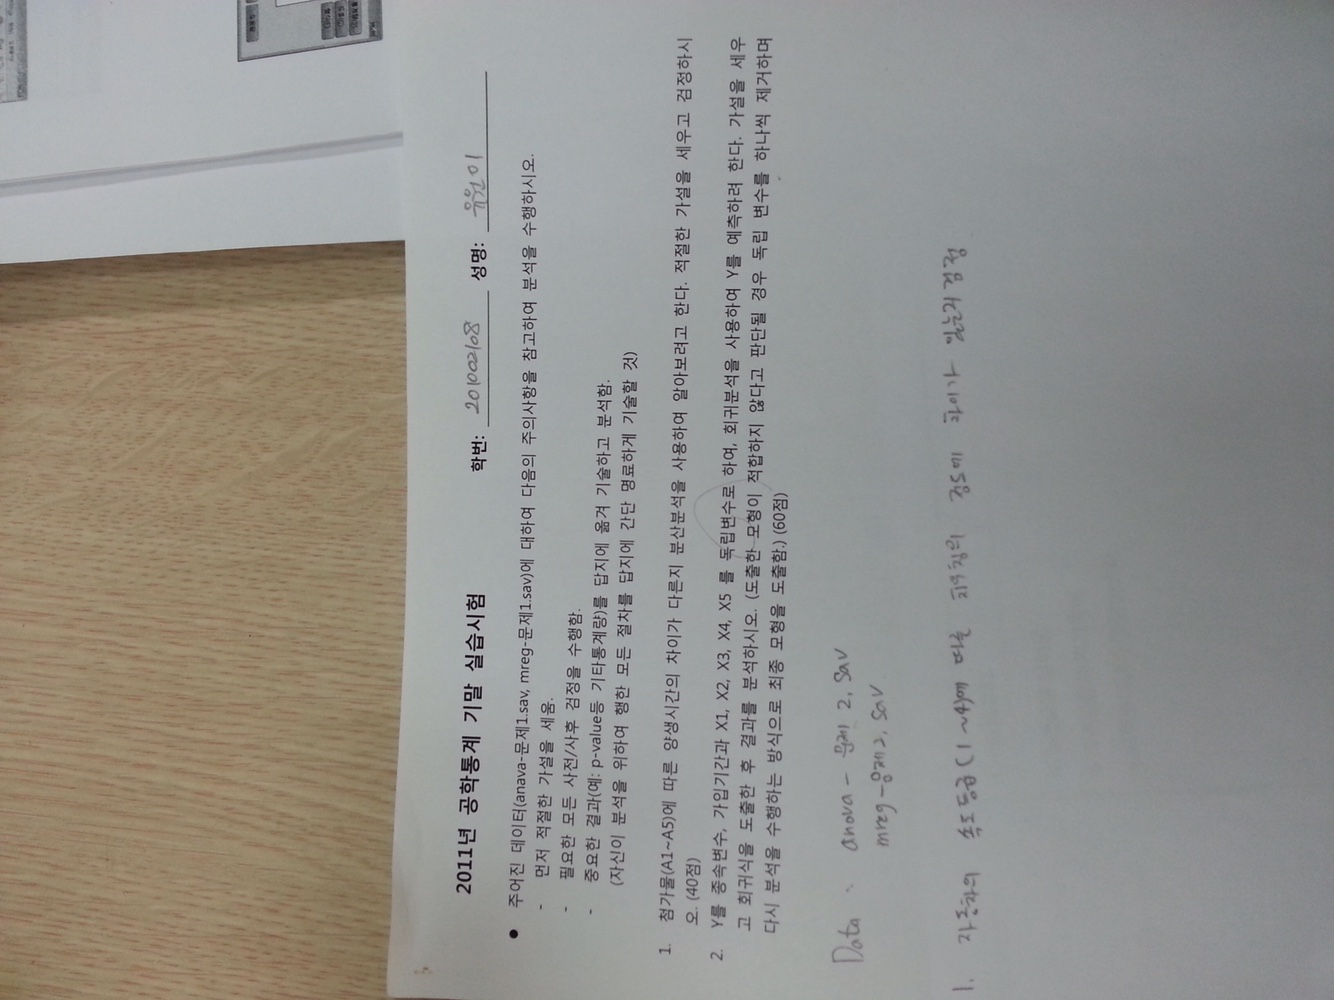 2011년 공학통계 기말 실습시험 학번: 201002108 성명: 유원이
● 주어진 데이터(anava-문제1.sav, mreg-문제1.sav)에 대하여 다음의 주의사항을 참고하여 분석을 수행하시오.
- 먼저 적절한 가설을 세움.
- 필요한 모든 사전/사후 검정을 수행함.
- 중요한 결과(예: p-value등 기타통계량)를 답지에 옮겨 기술하고 분석함.
(자신이 분석을 위하여 행한 모든 절차를 답지에 간단 명료하게 기술할 것)
1. 첨가물(A1~A5)에 따른 양생시간의 차이가 다른지 분산분석을 사용하여 알아보려고 한다. 적절한 가설을 세우고 검정하시
오. (40점)
2. Y를 종속변수, 가입기간과 X1, X2, X3, X4, X5 를 독립변수로 하여, 회귀분석을 사용하여 Y를 예측하려 한다. 가설을 세우
고 회귀식을 도출한 후 결과를 분석하시오. (도출한 모형이 적합하지 않다고 판단될 경우 독립 변수를 하나씩 제거하며
다시 분석을 수행하는 방식으로 최종 모형을 도출함.) (60점)
Data : anova - 문제 2. sav
mreg - 문제2. sav
1. 자동차의 속도등급(1~4)에 따른 정도에 차이가 있는지 검정